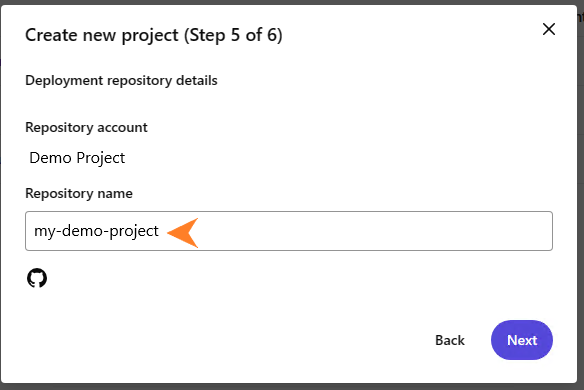 Create new project (Step 5 of 6)
Deployment repository details
Repository account
Demo Project
Repository name
my-demo-project
Back
Next